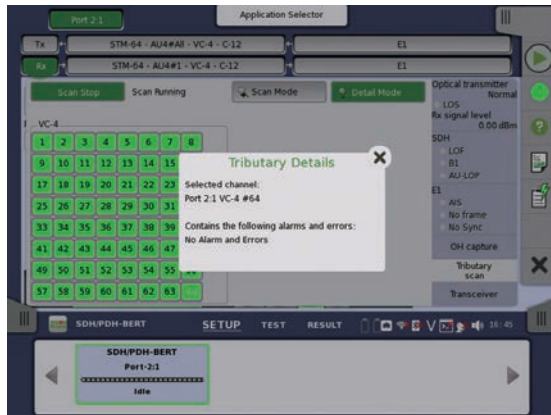 Port 2:1
Application Selector
Tx
STM-64 - AU4#All - VC-4 - C-12
E1
Rx
STM-64 - AU4#1 - VC-4 - C-12
E1
Scan Stop
Scan Running
Scan Mode
Detail Mode
Optical transmitter
Normal
LOS
Rx signal level
0.00 dBm
SDH
LOF
B1
AU-LOP
E1
AIS
No frame
No Sync
OH capture
Tributary
scan
Transceiver
VC-4
1 2 3 4 5 6 7 8
9 10 11 12 13 14 15
17 18 19 20 21 22 23
25 26 27 28 29 30 31
33 34 35 36 37 38 39
41 42 43 44 45 46 47
49 50 51 52 53 54 55
57 58 59 60 61 62 63 64
Tributary Details
Selected channel:
Port 2:1 VC-4 #64
Contains the following alarms and errors:
No Alarm and Errors
SDH/PDH-BERT
SETUP
TEST
RESULT
16:45
SDH/PDH-BERT
Port-2:1
Idle